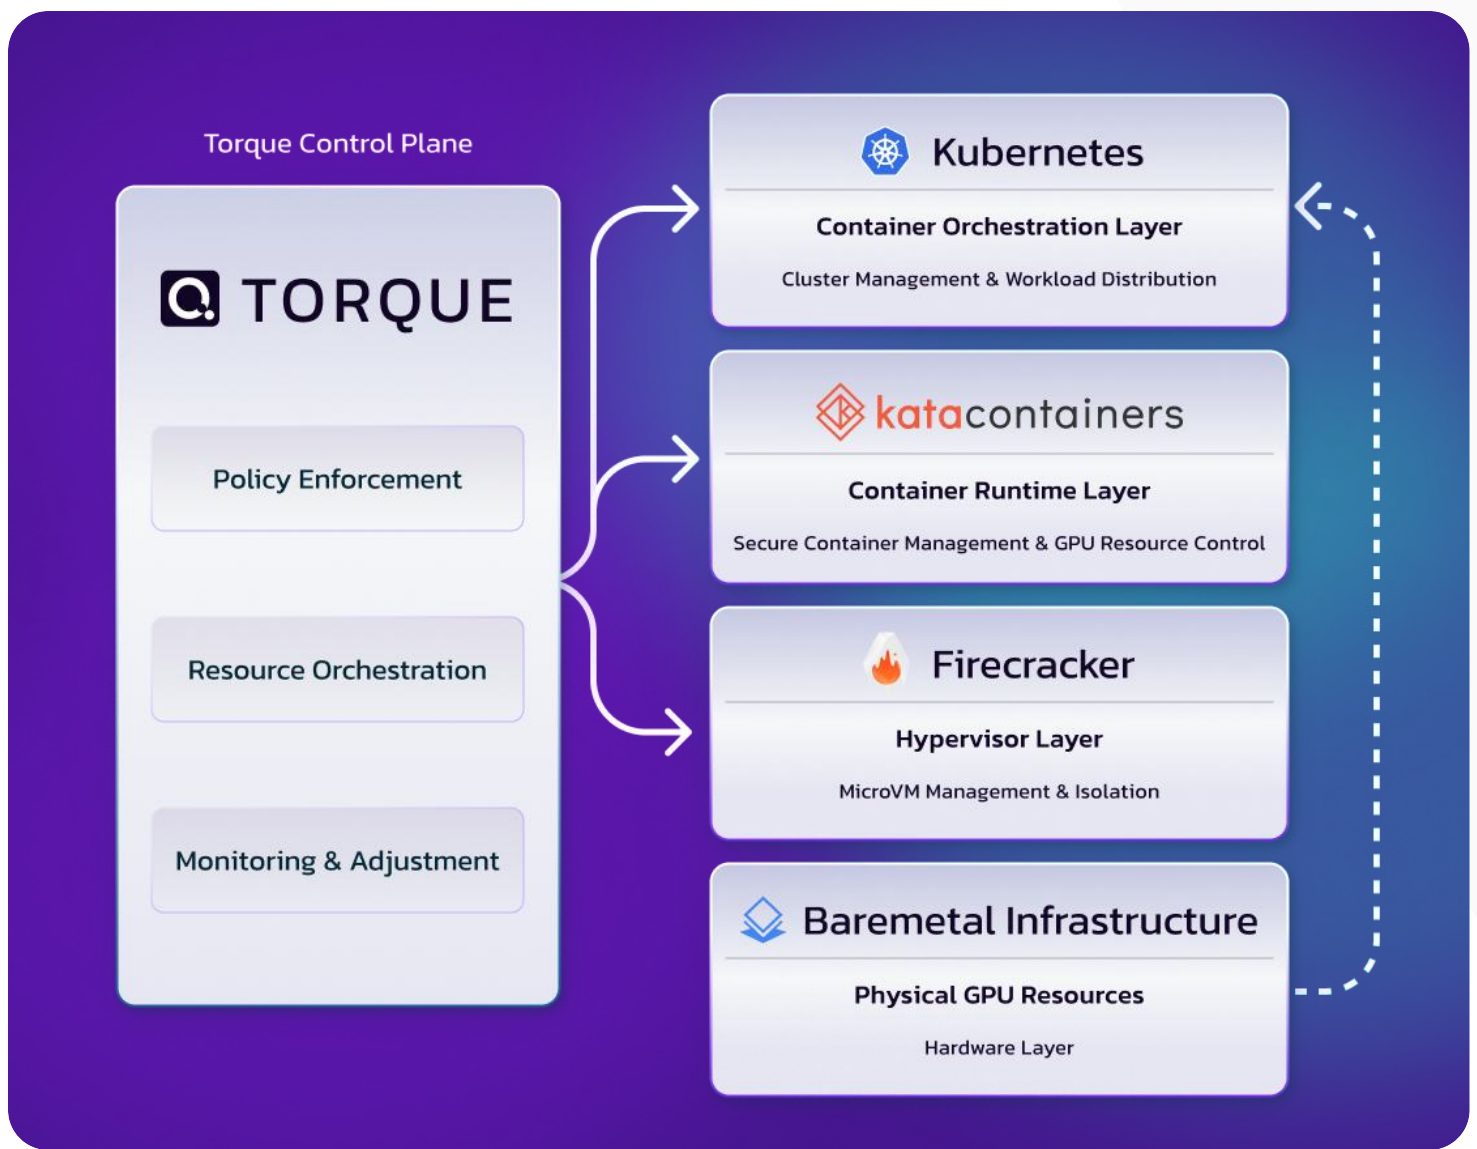 Torque Control Plane
TORQUE
Policy Enforcement
Resource Orchestration
Monitoring & Adjustment
Kubernetes
Container Orchestration Layer
Cluster Management & Workload Distribution
katacontainers
Container Runtime Layer
Secure Container Management & GPU Resource Control
Firecracker
Hypervisor Layer
MicroVM Management & Isolation
Baremetal Infrastructure
Physical GPU Resources
Hardware Layer